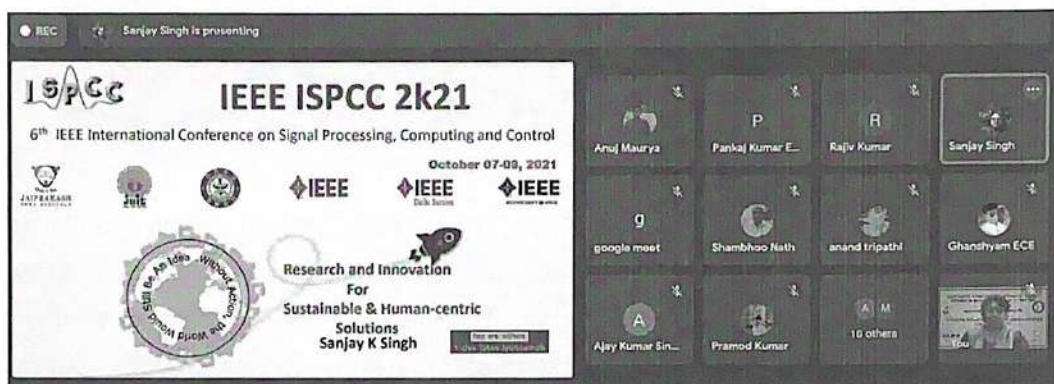 REC
Sanjay Singh is presenting
ISPCC
IEEE ISPCC 2k21
6th IEEE International Conference on Signal Processing, Computing and Control
October 07-09, 2021
JAIPRAKASH
Juit
IEEE
IEEE
Delhi Section
IEEE
An Idea Without Action, the World Would Still Be
Research and Innovation
For
Sustainable & Human-centric
Solutions
Sanjay K Singh
Anuj Maurya
P
Pankaj Kumar E...
R
Rajiv Kumar
Sanjay Singh
g
google meet
Shambhoo Nath
anand tripathi
Ghanshyam ECE
A
Ajay Kumar Sin...
Pramod Kumar
A M
16 others
You